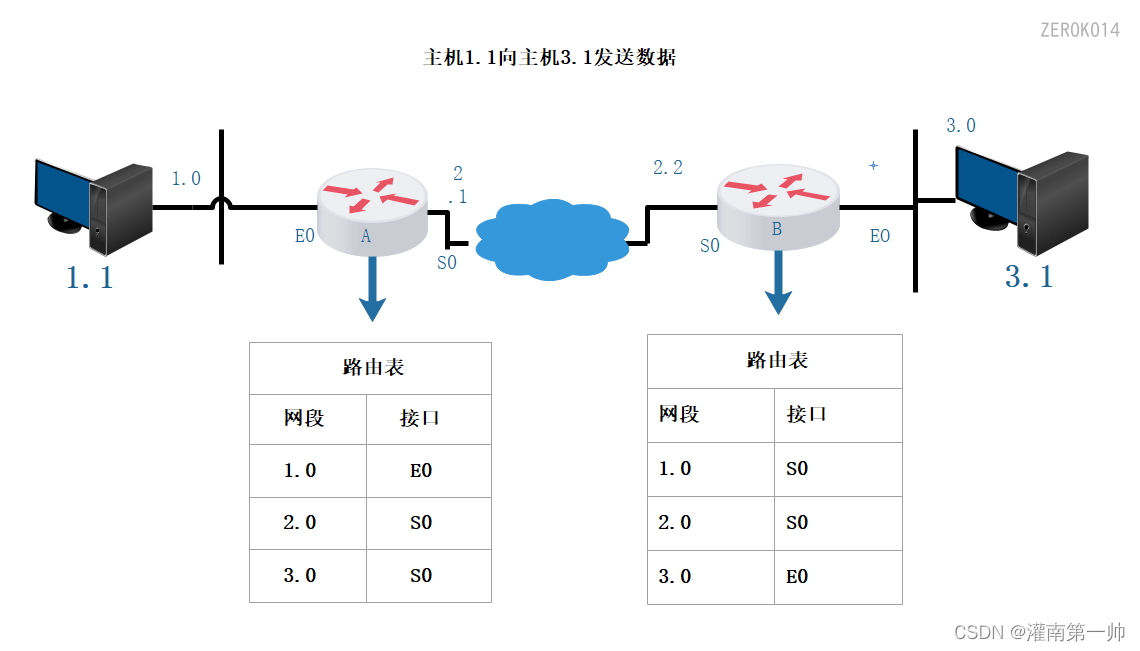 ZEROK014
主机1.1向主机3.1发送数据
3.0
1.0
2
.1
2.2
E0
A
S0
S0
B
E0
1.1
3.1
路由表
网段 接口
1.0 E0
2.0 S0
3.0 S0
路由表
网段 接口
1.0 S0
2.0 S0
3.0 E0
CSDN @灌南第一帅